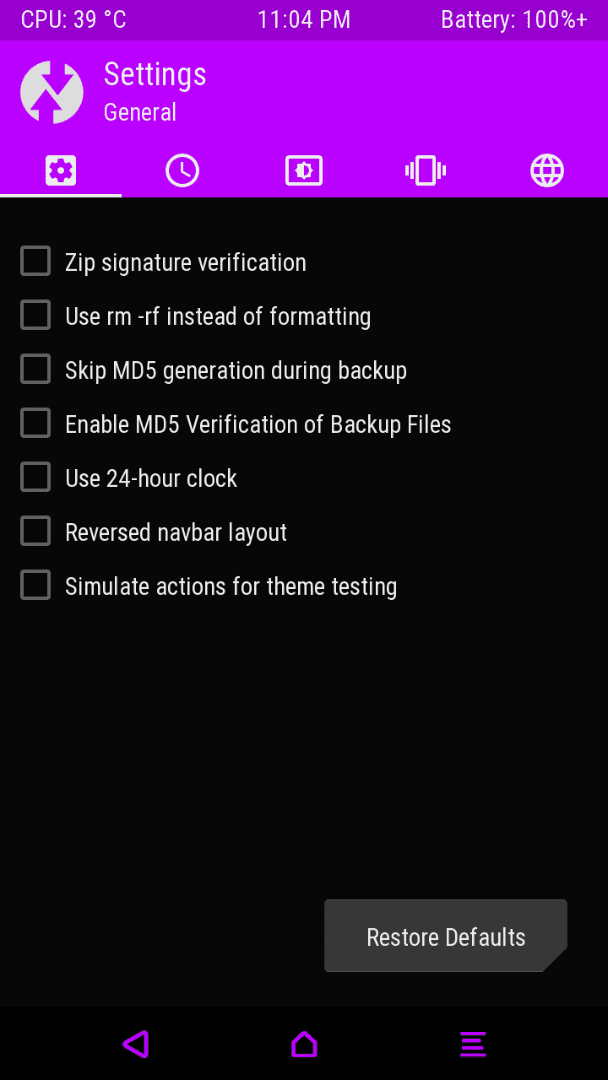 CPU: 39 °C 11:04 PM Battery: 100%+
Settings
General
Zip signature verification
Use rm -rf instead of formatting
Skip MD5 generation during backup
Enable MD5 Verification of Backup Files
Use 24-hour clock
Reversed navbar layout
Simulate actions for theme testing
Restore Defaults